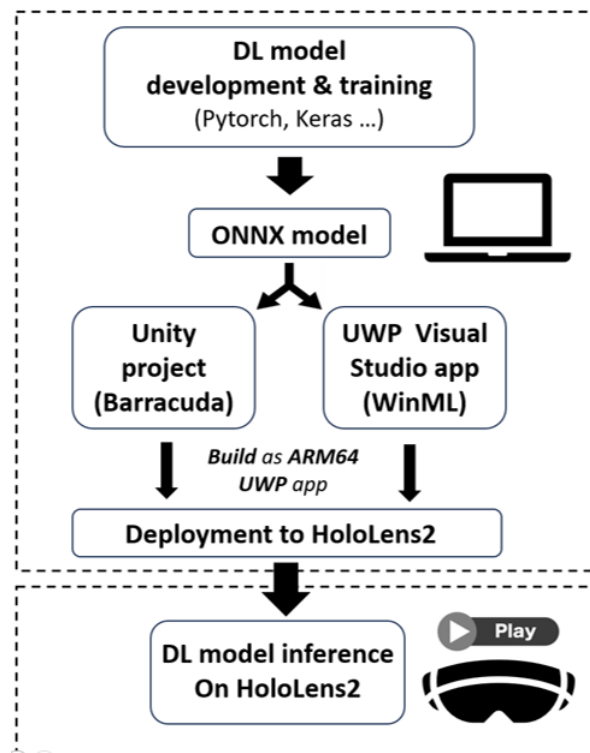 DL model
development & training
(Pytorch, Keras ...)
ONNX model
Unity
project
(Barracuda)
UWP Visual
Studio app
(WinML)
Build as ARM64
UWP app
Deployment to HoloLens2
DL model inference
On HoloLens2
Play